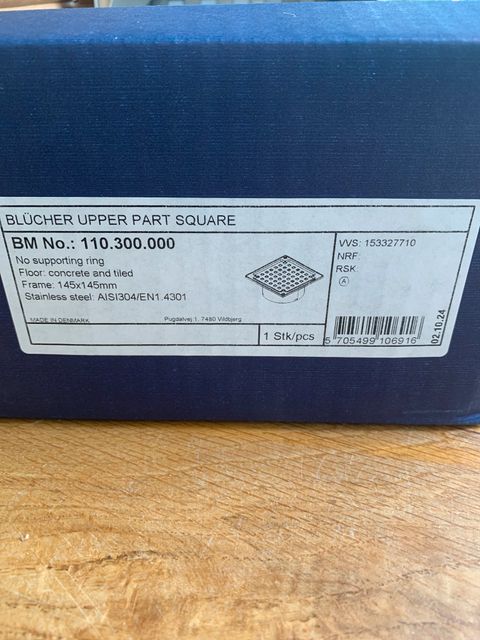 BLÜCHER UPPER PART SQUARE
BM No.: 110.300.000
No supporting ring
Floor: concrete and tiled
Frame: 145x145mm
Stainless steel: AISI304/EN1.4301
MADE IN DENMARK
Pugdalvej 1, 7480 Vildbjerg
1 Stk/pcs
VVS: 153327710
NRF:
RSK:
A
5 705499 106916
02.10.24